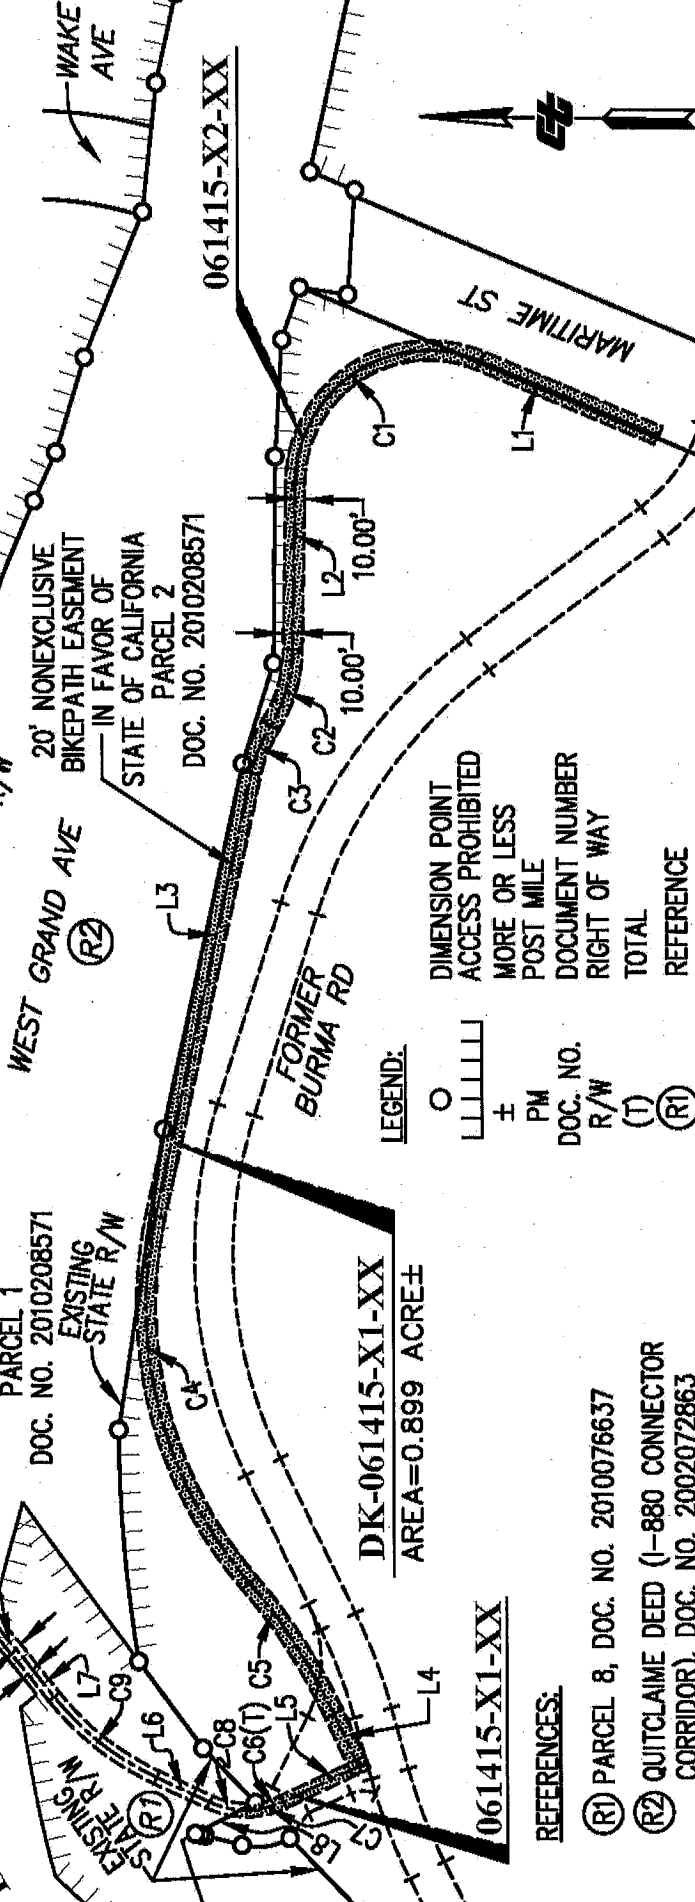 WAKE
AVE
061415-X2-XX
MARITIME ST
C1
L1
20' NONEXCLUSIVE
BIKEPATH EASEMENT
IN FAVOR OF
STATE OF CALIFORNIA
PARCEL 2
DOC. NO. 2010208571
L2
10.00'
10.00'
C2
C3
R/W
WEST GRAND AVE
R2
L3
FORMER
BURMA RD
LEGEND:
DIMENSION POINT
ACCESS PROHIBITED
± MORE OR LESS
PM POST MILE
DOC. NO. DOCUMENT NUMBER
R/W RIGHT OF WAY
(T) TOTAL
R1 REFERENCE
PARCEL 1
DOC. NO. 2010208571
EXISTING
STATE R/W
C4
DK-061415-X1-XX
AREA=0.899 ACRE±
C5
L4
L7
C9
L6
C8
C6(T)
L5
C7
L8
EXISTING
STATE R/W
R1
061415-X1-XX
REFERENCES:
R1 PARCEL 8, DOC. NO. 2010076637
R2 QUITCLAIME DEED (I-880 CONNECTOR
CORRIDOR), DOC. NO. 2002072863